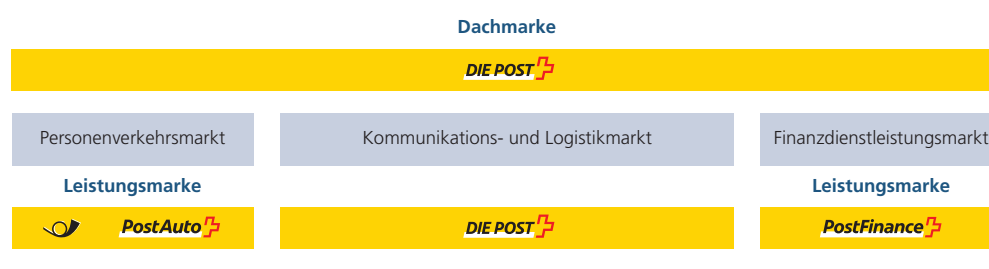 Dachmarke
DIE POST
Personenverkehrsmarkt
Kommunikations- und Logistikmarkt
Finanzdienstleistungsmarkt
Leistungsmarke
Leistungsmarke
PostAuto
DIE POST
PostFinance